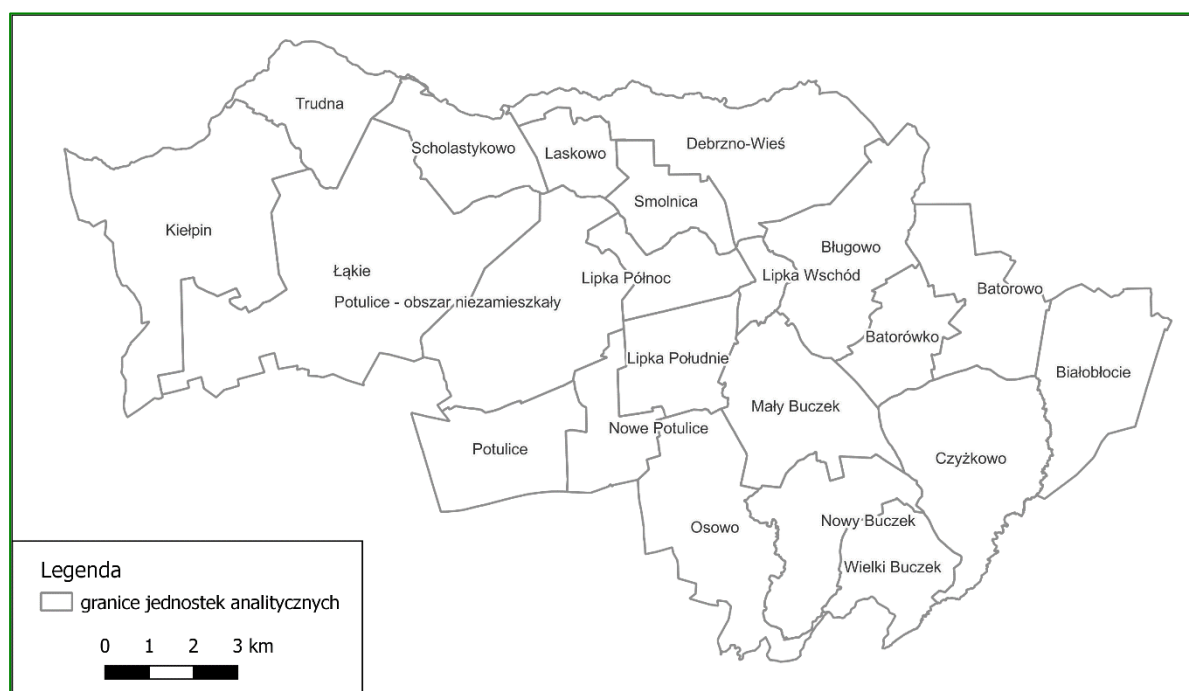 Trudna
Debrzno-Wieś
Scholastykowo
Laskowo
Smolnica
Kiełpin
Bługowo
Łąkie
Lipka Północ
Lipka Wschód
Batorowo
Potulice - obszar niezamieszkały
Batorówko
Lipka Południe
Białobłocie
Mały Buczek
Nowe Potulice
Potulice
Czyżkowo
Osowo
Nowy Buczek
Wielki Buczek
Legenda
granice jednostek analitycznych
0 1 2 3 km